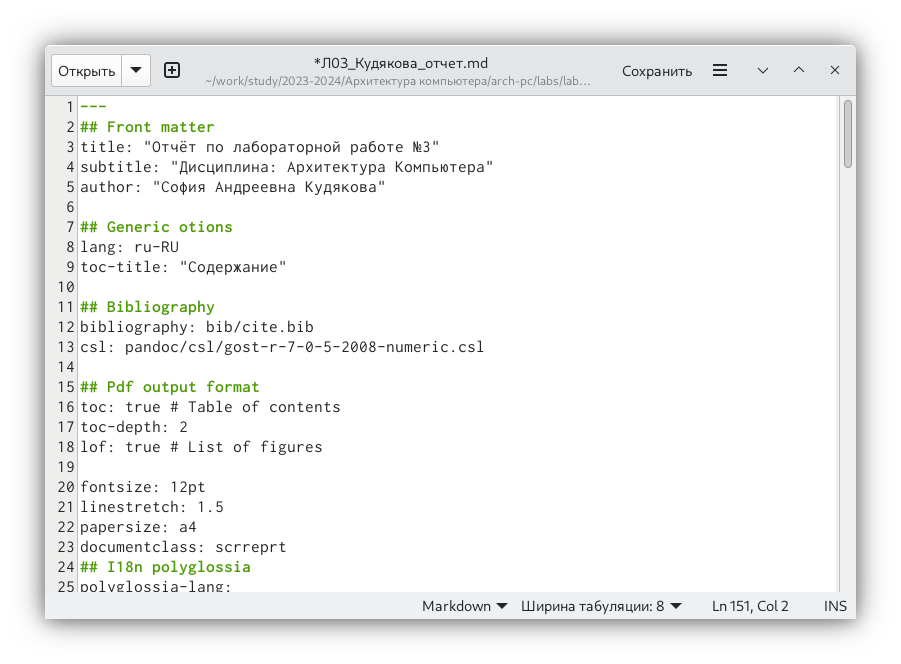 Открыть
*Л03_Кудякова_отчет.md
~/work/study/2023-2024/Архитектура компьютера/arch-pc/labs/lab…
Сохранить
1 ---
2 ## Front matter
3 title: "Отчёт по лабораторной работе №3"
4 subtitle: "Дисциплина: Архитектура Компьютера"
5 author: "София Андреевна Кудякова"
6
7 ## Generic otions
8 lang: ru-RU
9 toc-title: "Содержание"
10
11 ## Bibliography
12 bibliography: bib/cite.bib
13 csl: pandoc/csl/gost-r-7-0-5-2008-numeric.csl
14
15 ## Pdf output format
16 toc: true # Table of contents
17 toc-depth: 2
18 lof: true # List of figures
19
20 fontsize: 12pt
21 linestretch: 1.5
22 papersize: a4
23 documentclass: scrreprt
24 ## I18n polyglossia
25 polyglossia-lang:
Markdown Ширина табуляции: 8 Ln 151, Col 2 INS